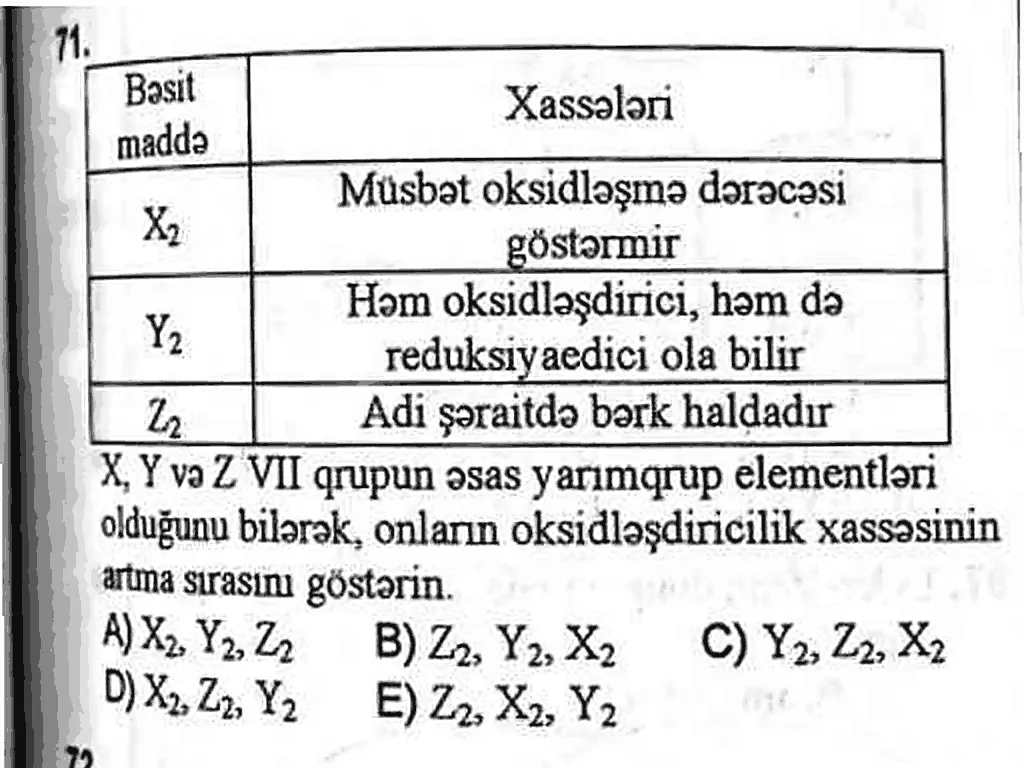 71.
Bəsit maddə | Xassələri
X₂ | Müsbət oksidləşmə dərəcəsi göstərmir
Y₂ | Həm oksidləşdirici, həm də reduksiyaedici ola bilir
Z₂ | Adi şəraitdə bərk haldadır
X, Y və Z VII qrupun əsas yarımqrup elementləri
olduğunu bilərək, onların oksidləşdiricilik xassəsinin
artma sırasını göstərin.
A) X₂, Y₂, Z₂ B) Z₂, Y₂, X₂ C) Y₂, Z₂, X₂
D) X₂, Z₂, Y₂ E) Z₂, X₂, Y₂
72